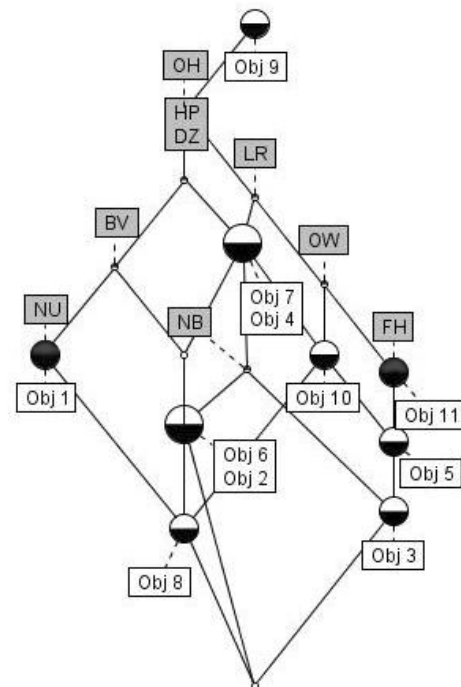 OH
Obj 9
HP
DZ
LR
BV
OW
Obj 7
Obj 4
NU
NB
FH
Obj 1
Obj 10
Obj 11
Obj 6
Obj 2
Obj 5
Obj 3
Obj 8